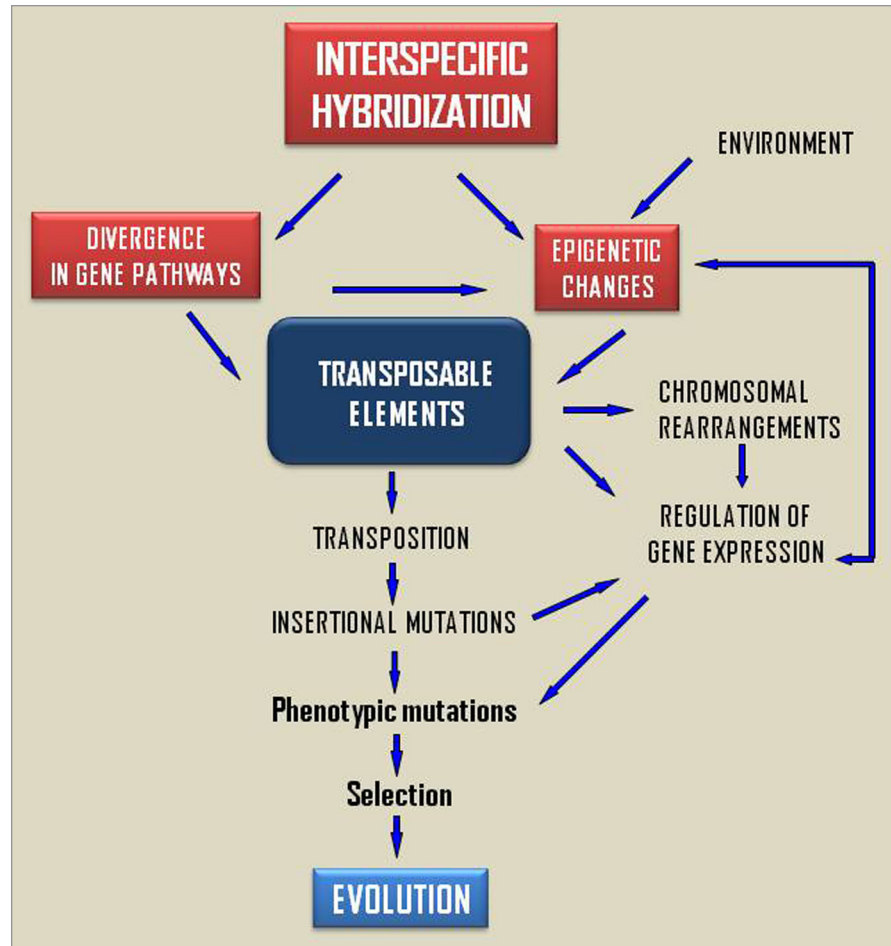 INTERSPECIFIC
HYBRIDIZATION
ENVIRONMENT
DIVERGENCE
IN GENE PATHWAYS
EPIGENETIC
CHANGES
TRANSPOSABLE
ELEMENTS
CHROMOSOMAL
REARRANGEMENTS
REGULATION OF
GENE EXPRESSION
TRANSPOSITION
INSERTIONAL MUTATIONS
Phenotypic mutations
Selection
EVOLUTION